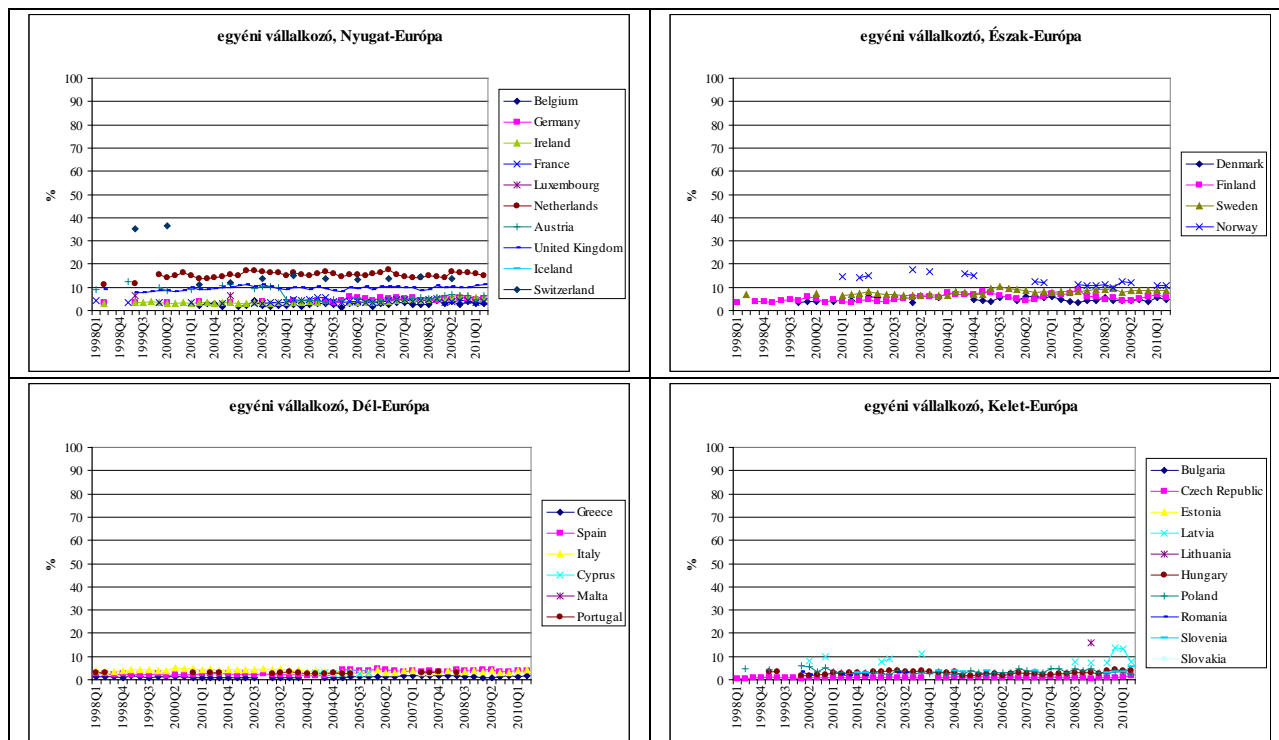 egyéni vállalkozó, Nyugat-Európa
100
90
80
70
60
50
40
30
20
10
0
%
1998Q1
1998Q4
1999Q3
2000Q2
2001Q1
2001Q4
2002Q3
2003Q2
2004Q1
2004Q4
2005Q3
2006Q2
2007Q1
2007Q4
2008Q3
2009Q2
2010Q1
Belgium
Germany
Ireland
France
Luxembourg
Netherlands
Austria
United Kingdom
Iceland
Switzerland
egyéni vállalkoztó, Észak-Európa
100
90
80
70
60
50
40
30
20
10
0
%
1998Q1
1998Q4
1999Q3
2000Q2
2001Q1
2001Q4
2002Q3
2003Q2
2004Q1
2004Q4
2005Q3
2006Q2
2007Q1
2007Q4
2008Q3
2009Q2
2010Q1
Denmark
Finland
Sweden
Norway
egyéni vállalkozó, Dél-Európa
100
90
80
70
60
50
40
30
20
10
0
%
1998Q1
1998Q4
1999Q3
2000Q2
2001Q1
2001Q4
2002Q3
2003Q2
2004Q1
2004Q4
2005Q3
2006Q2
2007Q1
2007Q4
2008Q3
2009Q2
2010Q1
Greece
Spain
Italy
Cyprus
Malta
Portugal
egyéni vállalkozó, Kelet-Európa
100
90
80
70
60
50
40
30
20
10
0
%
1998Q1
1998Q4
1999Q3
2000Q2
2001Q1
2001Q4
2002Q3
2003Q2
2004Q1
2004Q4
2005Q3
2006Q2
2007Q1
2007Q4
2008Q3
2009Q2
2010Q1
Bulgaria
Czech Republic
Estonia
Latvia
Lithuania
Hungary
Poland
Romania
Slovenia
Slovakia